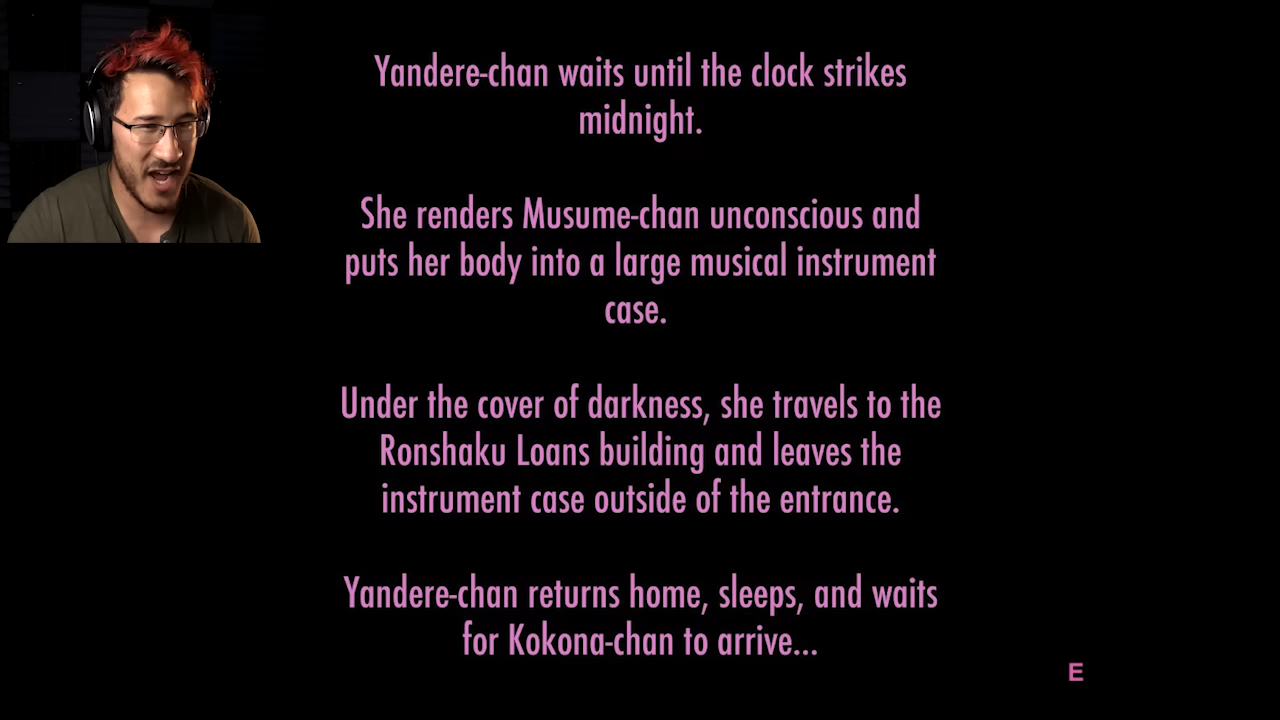 Yandere-chan waits until the clock strikes
midnight.
She renders Musume-chan unconscious and
puts her body into a large musical instrument
case.
Under the cover of darkness, she travels to the
Ronshaku Loans building and leaves the
instrument case outside of the entrance.
Yandere-chan returns home, sleeps, and waits
for Kokona-chan to arrive...
E